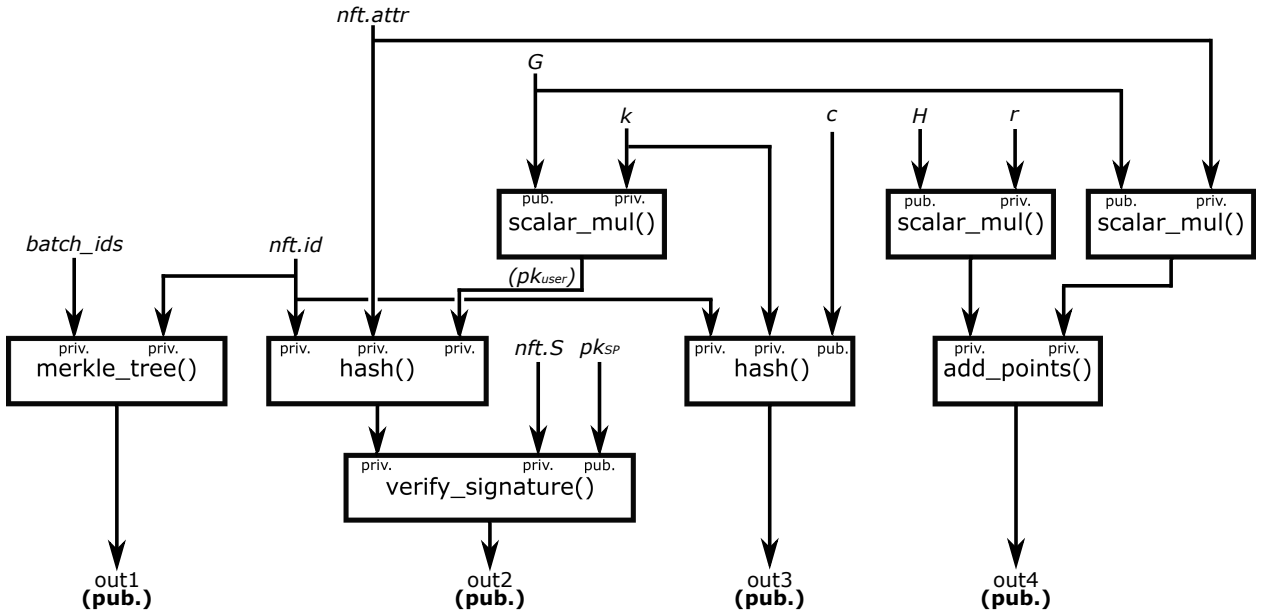 nft.attr
G
k
c
H
r
pub. priv.
scalar_mul()
pub. priv.
scalar_mul()
pub. priv.
scalar_mul()
batch_ids
nft.id
(pkuser)
priv. priv.
merkle_tree()
priv. priv. priv.
hash()
nft.S
pkSP
priv. priv. pub.
hash()
priv. priv.
add_points()
priv. priv. pub.
verify_signature()
out1
(pub.)
out2
(pub.)
out3
(pub.)
out4
(pub.)